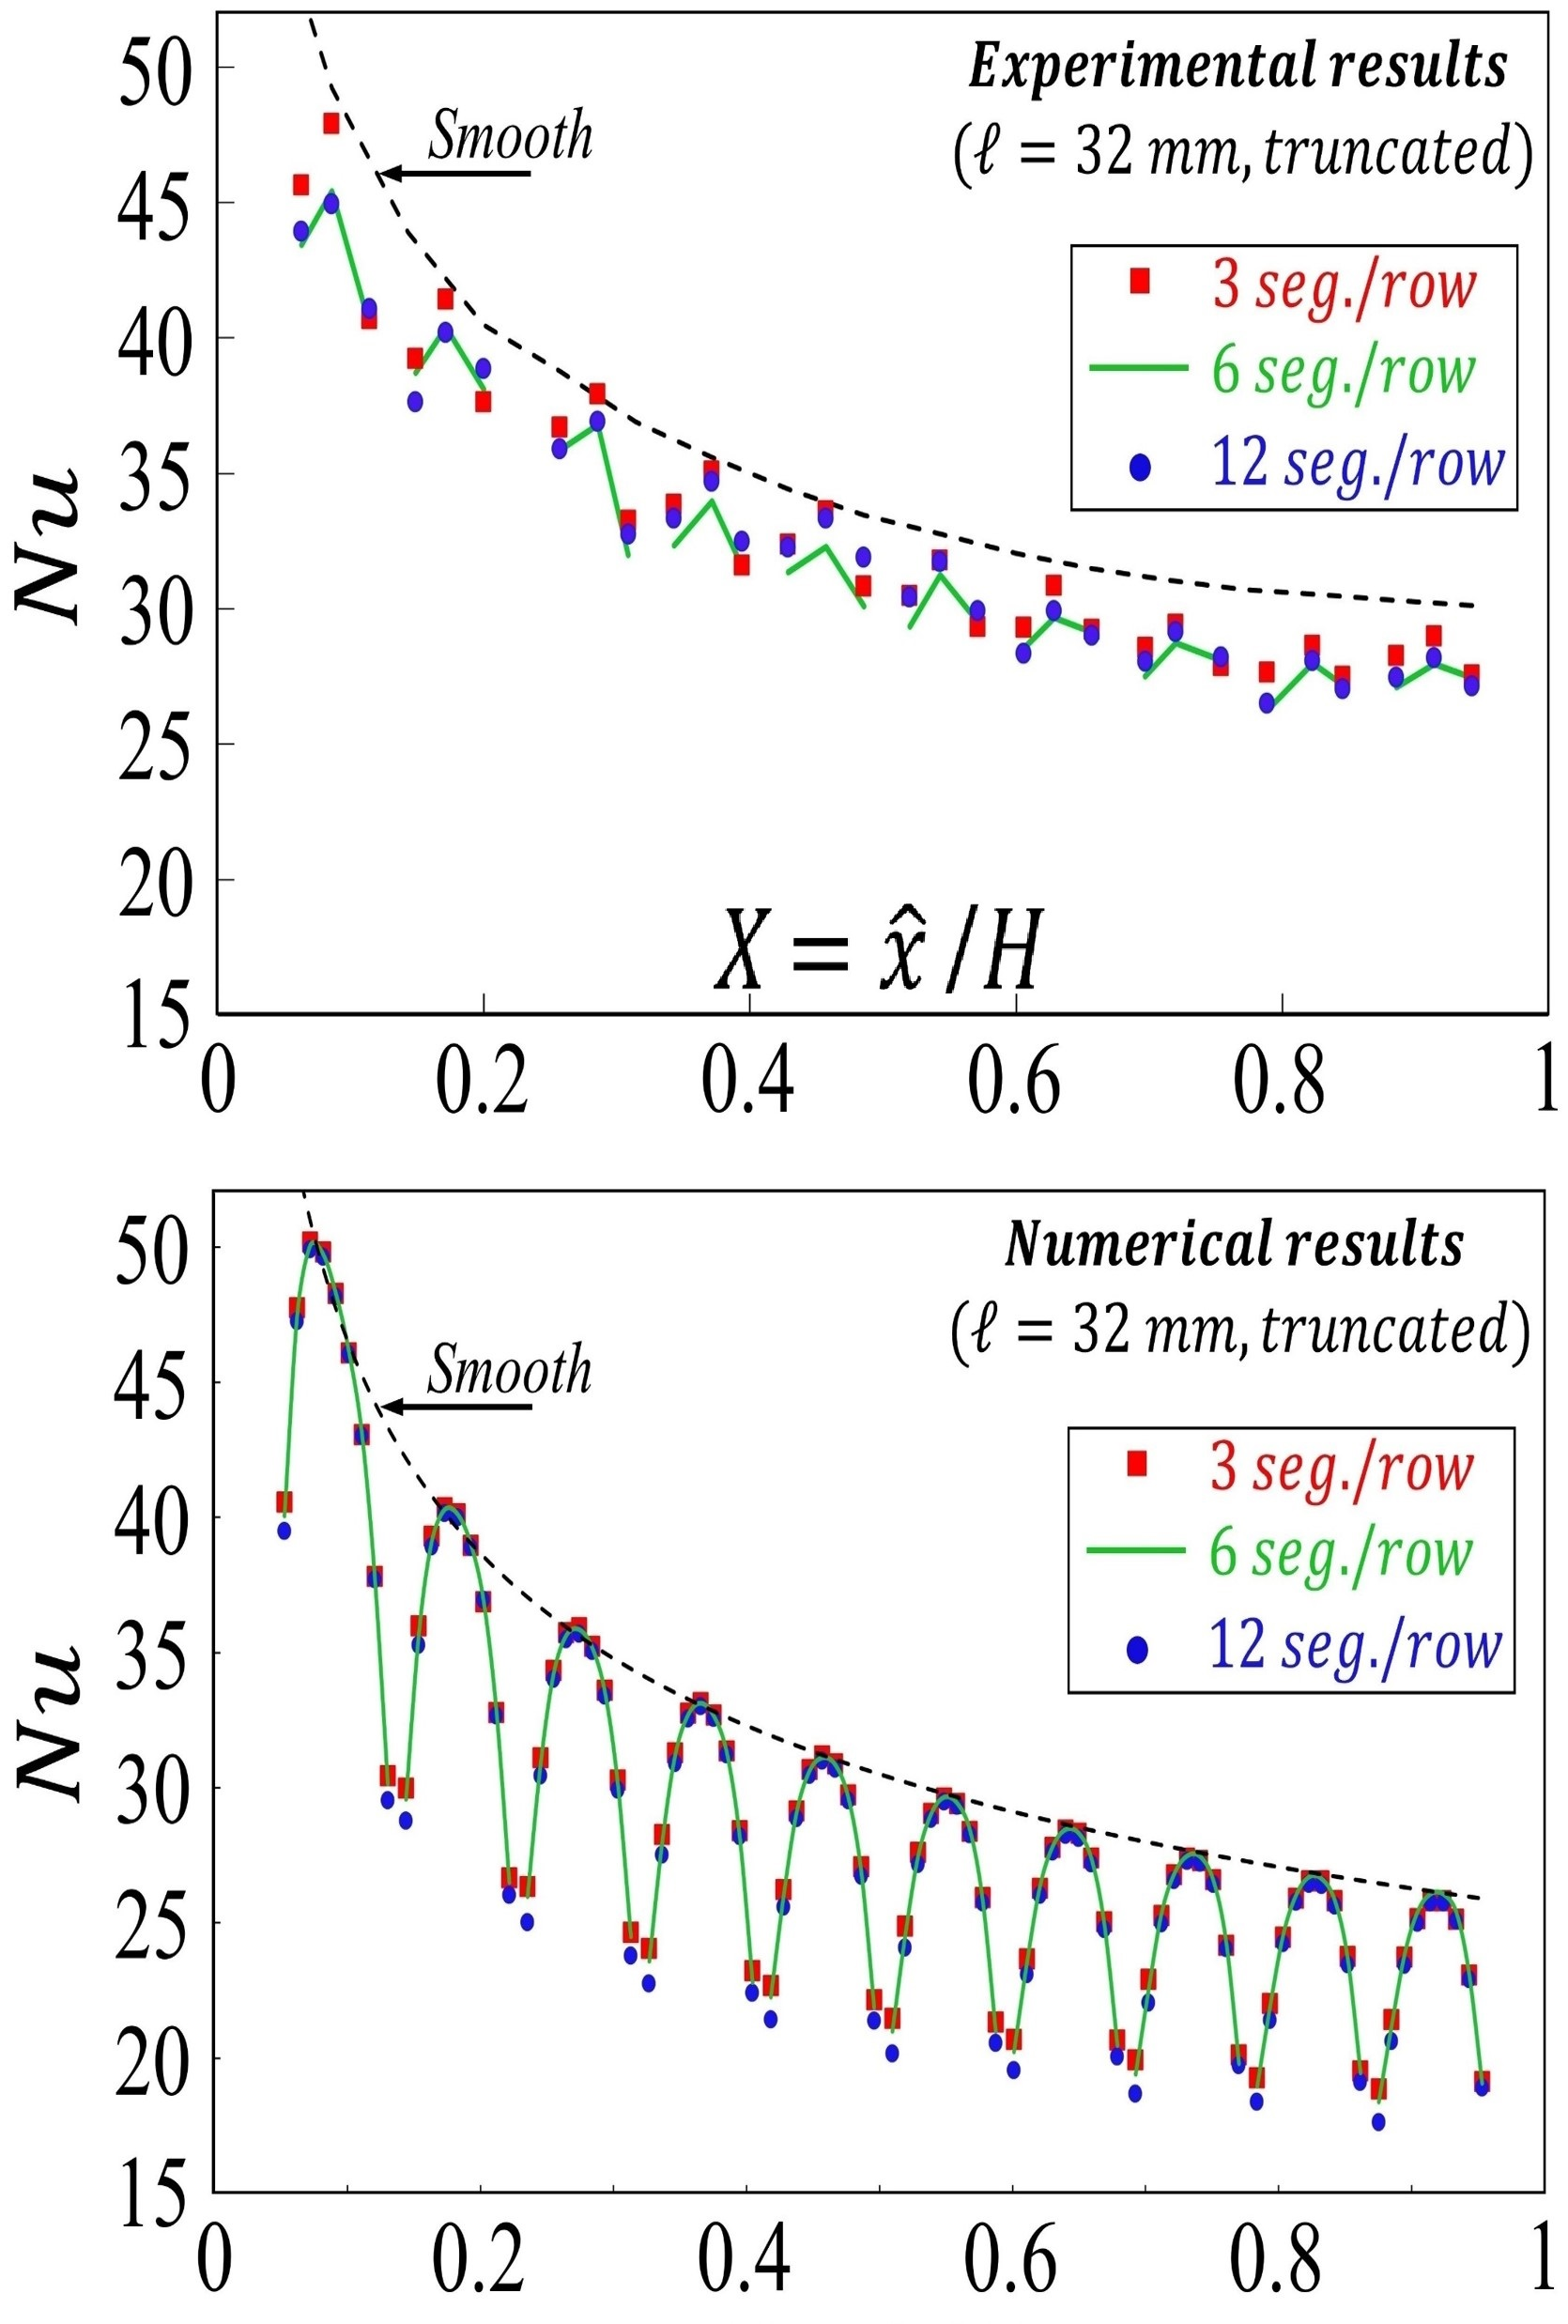 50
45
40
35
30
25
20
15
Nu
Smooth
Experimental results
(ℓ = 32 mm, truncated)
3 seg./row
6 seg./row
12 seg./row
X = x̂ /H
0 0.2 0.4 0.6 0.8 1
50
45
40
35
30
25
20
15
Nu
Smooth
Numerical results
(ℓ = 32 mm, truncated)
3 seg./row
6 seg./row
12 seg./row
0 0.2 0.4 0.6 0.8 1